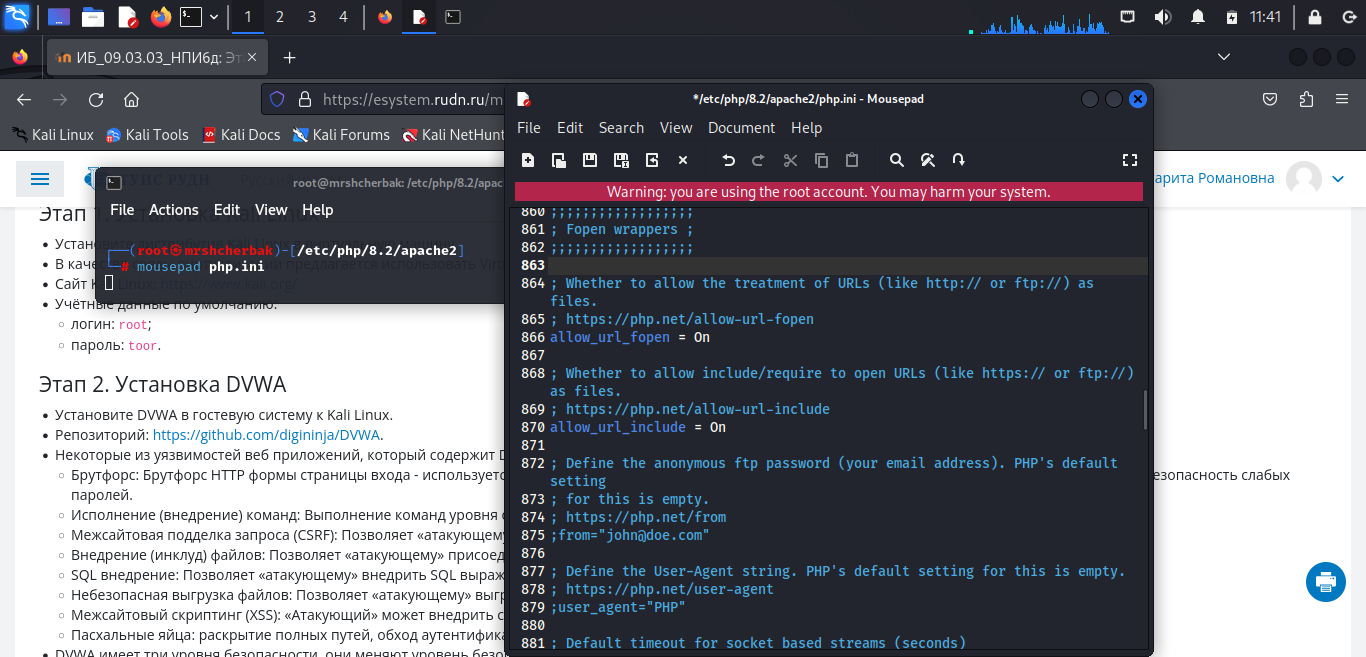 1 2 3 4
11:41
ИБ_09.03.03_НПИбд: Эт
https://esystem.rudn.ru/m
Kali Linux Kali Tools Kali Docs Kali Forums Kali NetHunt
арита Романовна
Этап 1.
Установ
В качес
Сайт Ka
Учётные данные по умолчанию:
логин: root;
пароль: toor.
Этап 2. Установка DVWA
Установите DVWA в гостевую систему к Kali Linux.
Репозиторий: https://github.com/digininja/DVWA.
Некоторые из уязвимостей веб приложений, который содержит D
Брутфорс: Брутфорс HTTP формы страницы входа - используетс
езопасность слабых
паролей.
Исполнение (внедрение) команд: Выполнение команд уровня о
Межсайтовая подделка запроса (CSRF): Позволяет «атакующему
Внедрение (инклуд) файлов: Позволяет «атакующему» присоед
SQL внедрение: Позволяет «атакующему» внедрить SQL выраж
Небезопасная выгрузка файлов: Позволяет «атакующему» выгр
Межсайтовый скриптинг (XSS): «Атакующий» может внедрить с
Пасхальные яйца: раскрытие полных путей, обход аутентифика
DVWA имеет три уровня безопасности, они меняют уровень безо
root@mrshcherbak: /etc/php/8.2/apac
File Actions Edit View Help
┌──(root㉿mrshcherbak)-[/etc/php/8.2/apache2]
└─# mousepad php.ini
*/etc/php/8.2/apache2/php.ini - Mousepad
File Edit Search View Document Help
Warning: you are using the root account. You may harm your system.
860 ;;;;;;;;;;;;;;;;;;
861 ; Fopen wrappers ;
862 ;;;;;;;;;;;;;;;;;;
863
864 ; Whether to allow the treatment of URLs (like http:// or ftp://) as
files.
865 ; https://php.net/allow-url-fopen
866 allow_url_fopen = On
867
868 ; Whether to allow include/require to open URLs (like https:// or ftp://)
as files.
869 ; https://php.net/allow-url-include
870 allow_url_include = On
871
872 ; Define the anonymous ftp password (your email address). PHP's default
setting
873 ; for this is empty.
874 ; https://php.net/from
875 ;from="john@doe.com"
876
877 ; Define the User-Agent string. PHP's default setting for this is empty.
878 ; https://php.net/user-agent
879 ;user_agent="PHP"
880
881 ; Default timeout for socket based streams (seconds)